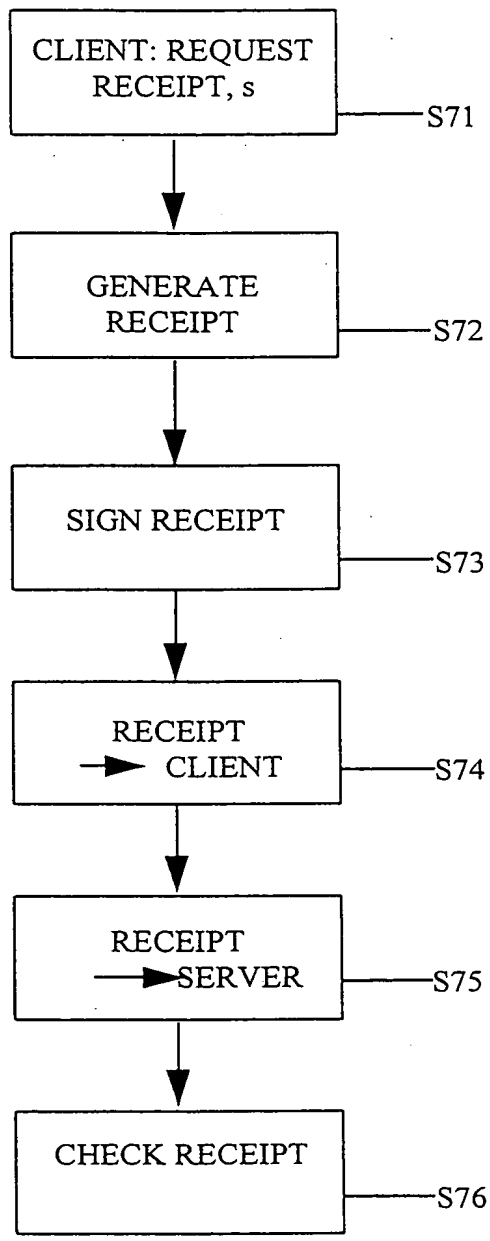 CLIENT: REQUEST
RECEIPT, s
S71
GENERATE
RECEIPT
S72
SIGN RECEIPT
S73
RECEIPT
CLIENT
S74
RECEIPT
SERVER
S75
CHECK RECEIPT
S76